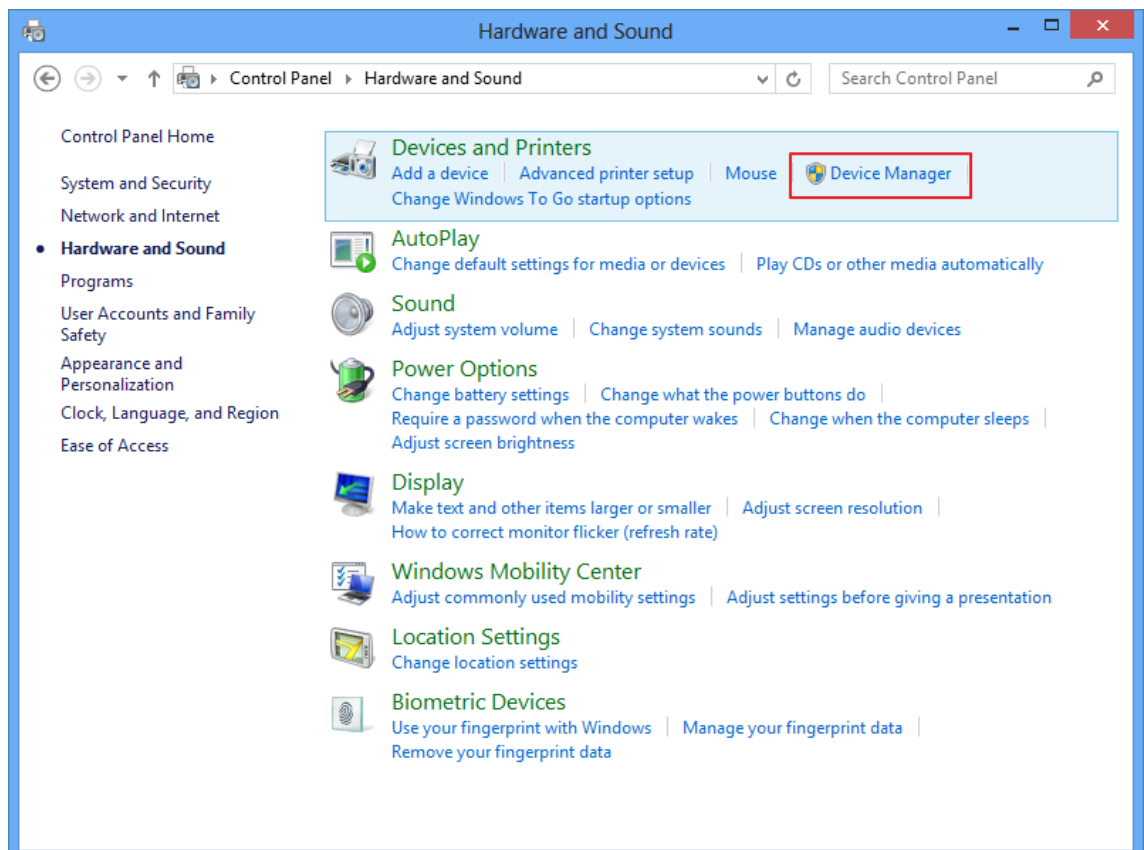 Hardware and Sound
Control Panel Hardware and Sound
Search Control Panel
Control Panel Home
System and Security
Network and Internet
Hardware and Sound
Programs
User Accounts and Family
Safety
Appearance and
Personalization
Clock, Language, and Region
Ease of Access
Devices and Printers
Add a device Advanced printer setup Mouse Device Manager
Change Windows To Go startup options
AutoPlay
Change default settings for media or devices Play CDs or other media automatically
Sound
Adjust system volume Change system sounds Manage audio devices
Power Options
Change battery settings Change what the power buttons do
Require a password when the computer wakes Change when the computer sleeps
Adjust screen brightness
Display
Make text and other items larger or smaller Adjust screen resolution
How to correct monitor flicker (refresh rate)
Windows Mobility Center
Adjust commonly used mobility settings Adjust settings before giving a presentation
Location Settings
Change location settings
Biometric Devices
Use your fingerprint with Windows Manage your fingerprint data
Remove your fingerprint data